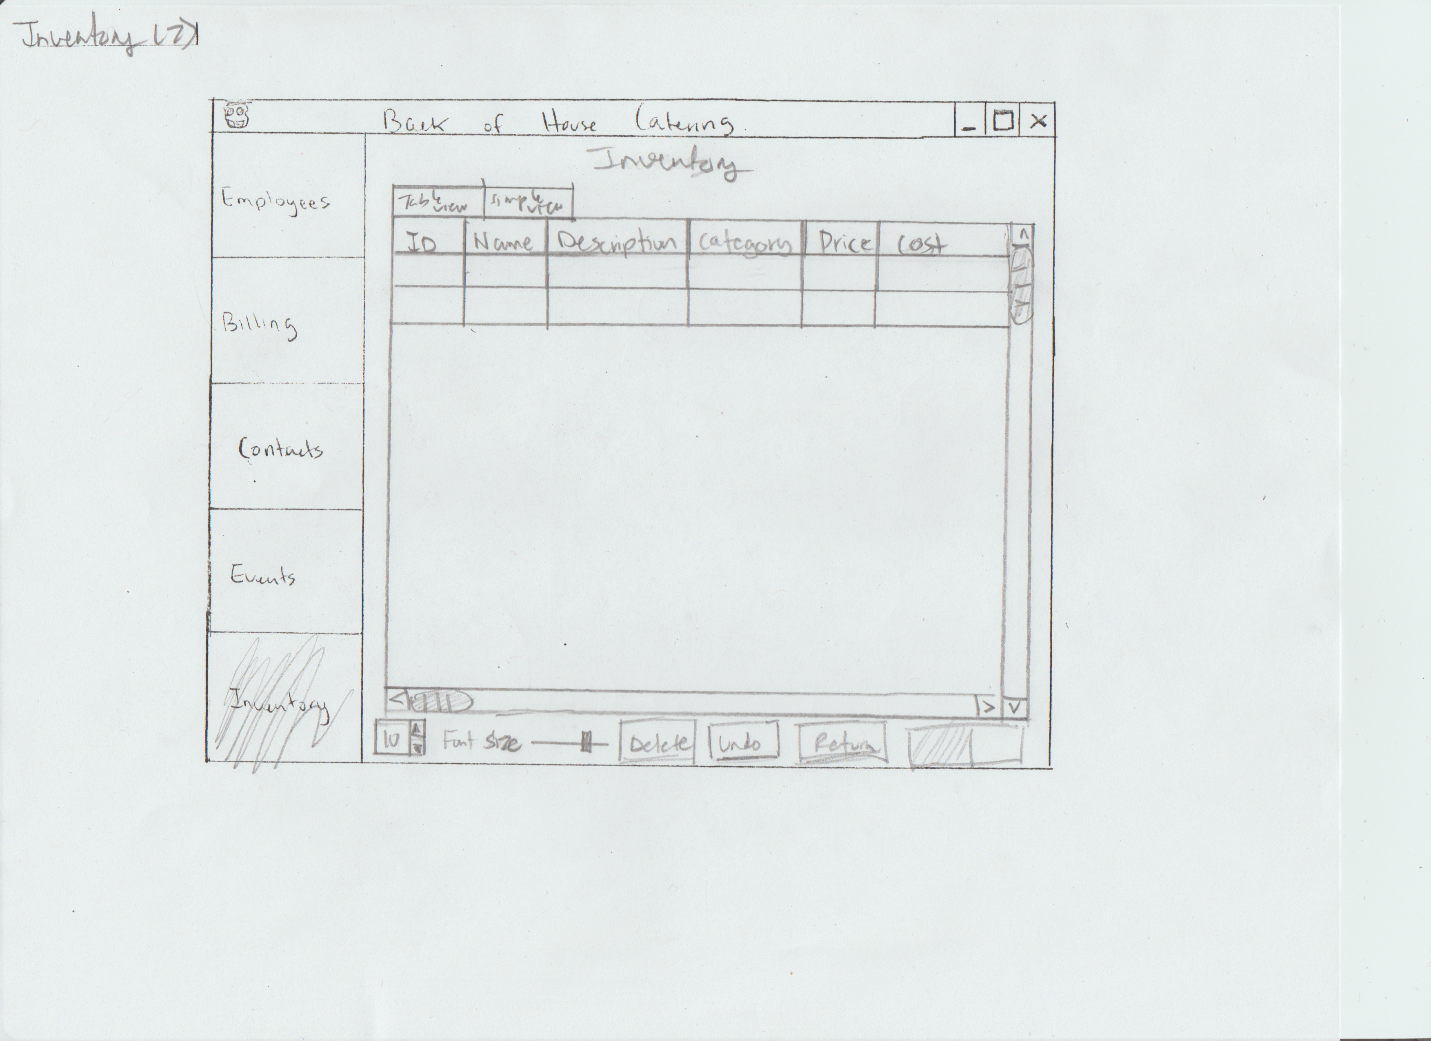 Inventory (2)
Back of House Catering
Inventory
Employees
Table view
Simple view
ID Name Description Category Price Cost
Billing
Contacts
Events
Inventory
10 Font size Delete Undo Return